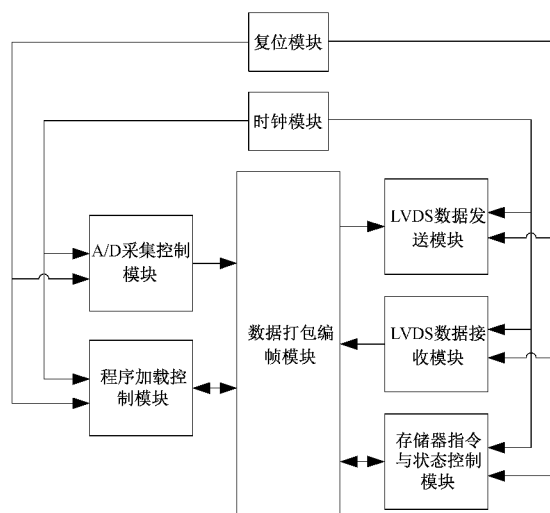 复位模块
时钟模块
A/D采集控制
模块
程序加载控
制模块
数据打包编
帧模块
LVDS数据发
送模块
LVDS数据接
收模块
存储器指令
与状态控制
模块